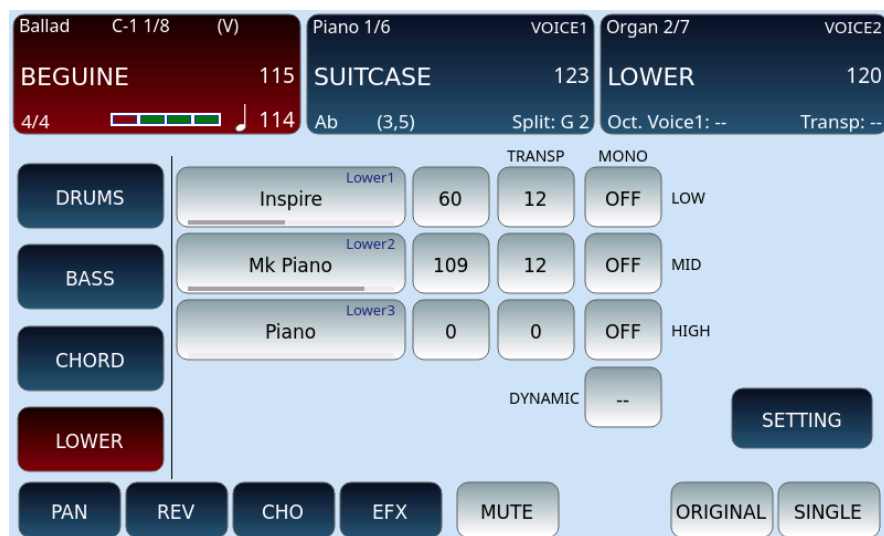 Ballad C-1 1/8 (V)
BEGUINE 115
4/4 114
Piano 1/6 VOICE1
SUITCASE 123
Ab (3,5) Split: G 2
Organ 2/7 VOICE2
LOWER 120
Oct. Voice1: -- Transp: --
TRANSP MONO
DRUMS
BASS
CHORD
LOWER
Lower1
Inspire 60 12 OFF LOW
Lower2
Mk Piano 109 12 OFF MID
Lower3
Piano 0 0 OFF HIGH
DYNAMIC --
SETTING
PAN REV CHO EFX MUTE ORIGINAL SINGLE